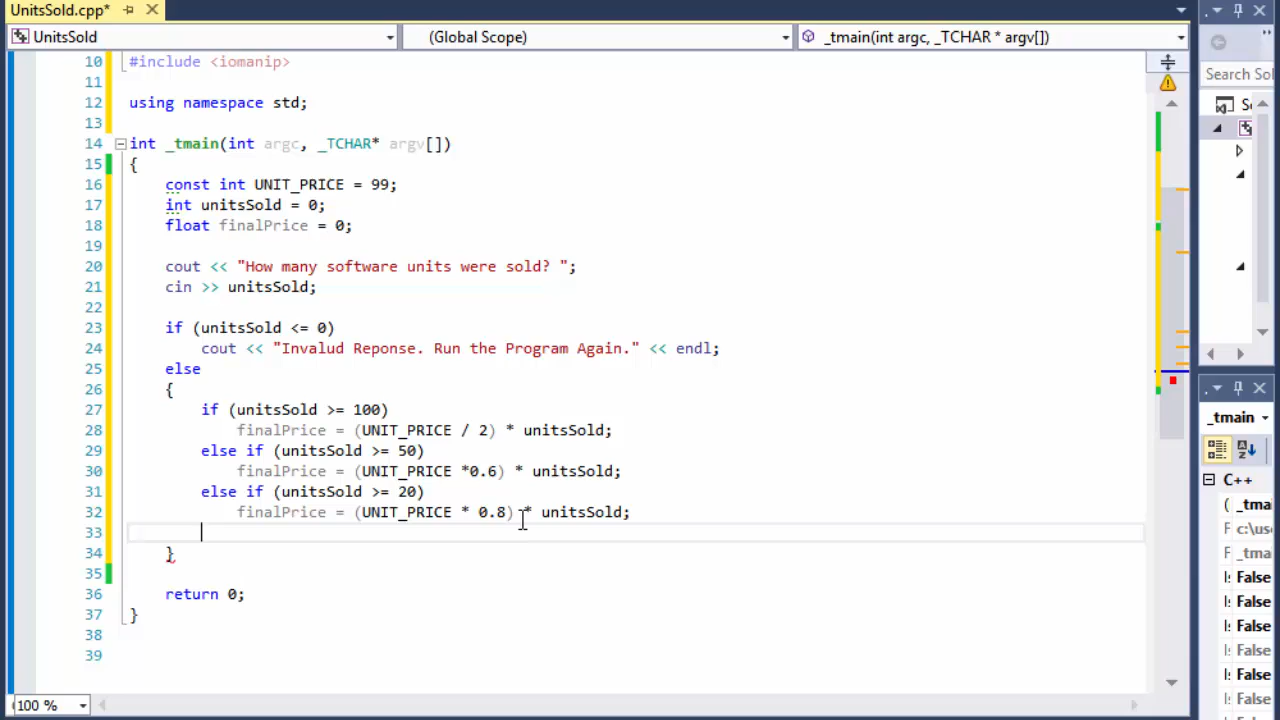 UnitsSold.cpp*
UnitsSold (Global Scope) _tmain(int argc, _TCHAR * argv[])
10 #include <iomanip>
11
12 using namespace std;
13
14 int _tmain(int argc, _TCHAR* argv[])
15 {
16 const int UNIT_PRICE = 99;
17 int unitsSold = 0;
18 float finalPrice = 0;
19
20 cout << "How many software units were sold? ";
21 cin >> unitsSold;
22
23 if (unitsSold <= 0)
24 cout << "Invalud Reponse. Run the Program Again." << endl;
25 else
26 {
27 if (unitsSold >= 100)
28 finalPrice = (UNIT_PRICE / 2) * unitsSold;
29 else if (unitsSold >= 50)
30 finalPrice = (UNIT_PRICE *0.6) * unitsSold;
31 else if (unitsSold >= 20)
32 finalPrice = (UNIT_PRICE * 0.8) * unitsSold;
33
34 }
35
36 return 0;
37 }
38
39
100 %
Search Sol
_tmain
C++
(_tmai
c:\use
_tmai
False
False
False
False
False
False